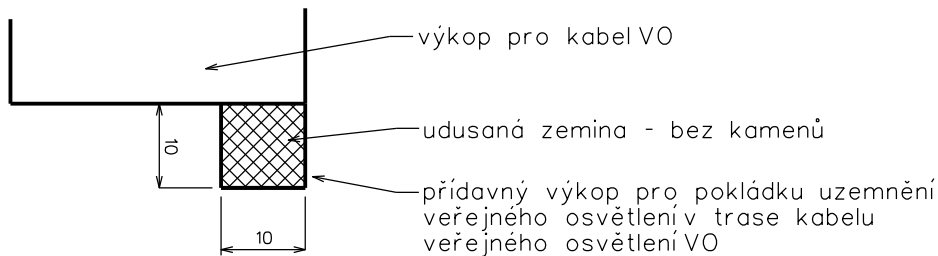 výkop pro kabel VO
udusaná zemina - bez kamenů
10
přídavný výkop pro pokládku uzemnění
veřejného osvětlení v trase kabelu
veřejného osvětlení VO
10